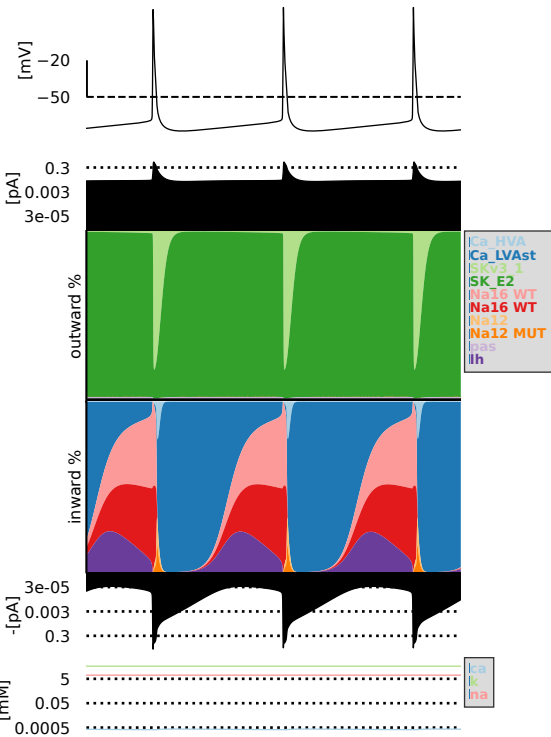 [mV]
−20
−50
[pA]
0.3
0.003
3e-05
outward %
Ca_HVA
Ca_LVAst
SKv3_1
SK_E2
Na16 WT
Na16 WT
Na12
Na12 MUT
pas
Ih
inward %
-[pA]
3e-05
0.003
0.3
[mM]
5
0.05
0.0005
ca
k
na